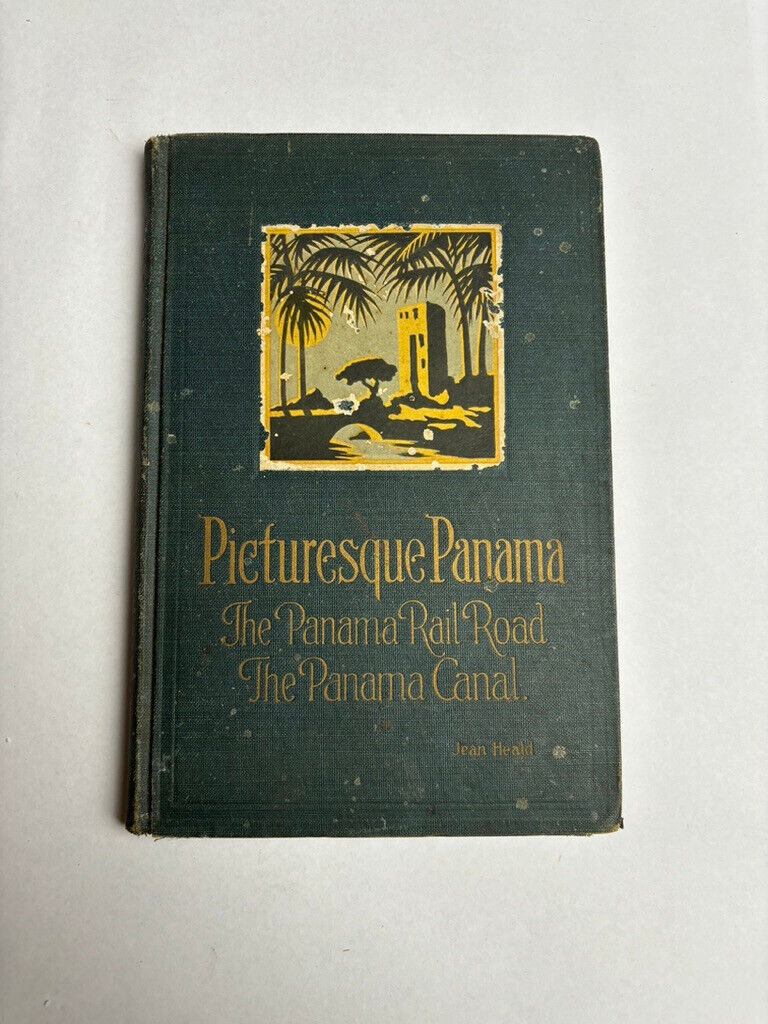 Picturesque Panama
The Panama Rail Road
The Panama Canal.
Jean Heald